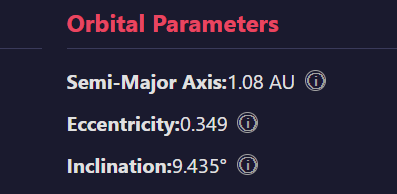 Orbital Parameters
Semi-Major Axis:1.08 AU ⓘ
Eccentricity:0.349 ⓘ
Inclination:9.435° ⓘ